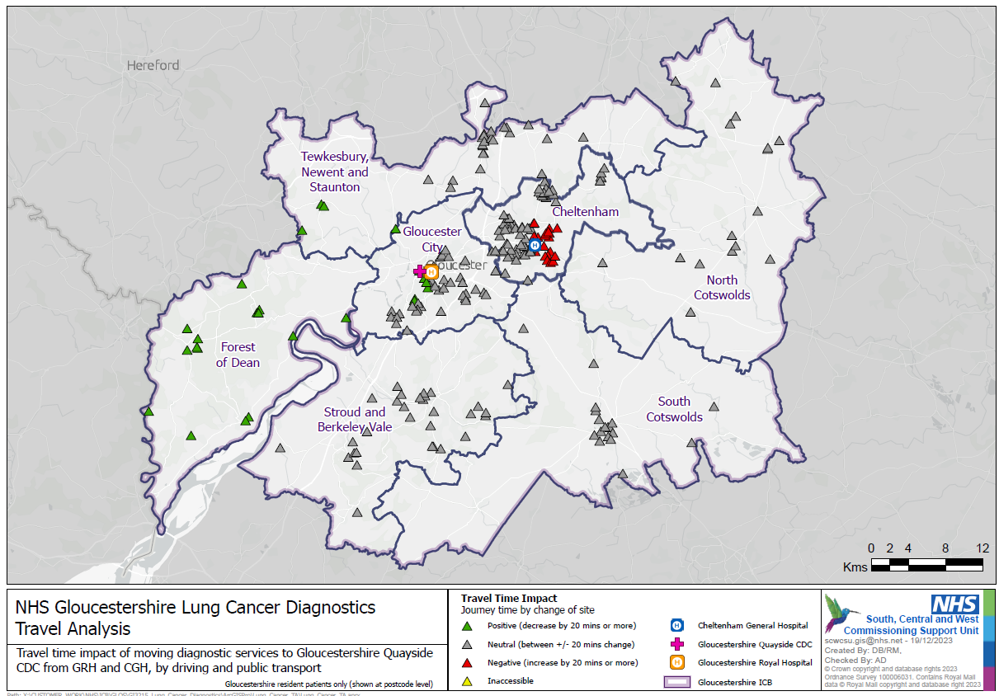 Hereford
Tewkesbury,
Newent and
Staunton
Gloucester
City
Cheltenham
Gloucester
North
Cotswolds
Forest
of Dean
Stroud and
Berkeley Vale
South
Cotswolds
0 2 4 8 12
Kms
NHS Gloucestershire Lung Cancer Diagnostics
Travel Analysis
Time impact of moving diagnostic services to Gloucestershire Quayside
CDC from GRH and CGH, by driving and public transport
Gloucestershire resident patients only (shown at postcode level)
Travel Time Impact
Journey time by change of site
Positive (decrease by 20 mins or more)
Neutral (between +/- 20 mins change)
Negative (increase by 20 mins or more)
Inaccessible
H Cheltenham General Hospital
Gloucestershire Quayside CDC
H Gloucestershire Royal Hospital
Gloucestershire ICB
NHS
South, Central and West
Commissioning Support Unit
scwcsu.gis@nhs.net - 19/12/2023
Created By: DB/RM,
Checked By: AD
© Crown copyright and database rights 2023
Ordnance Survey 100006031. Contains Royal Mail
data © Royal Mail copyright and database right 2023